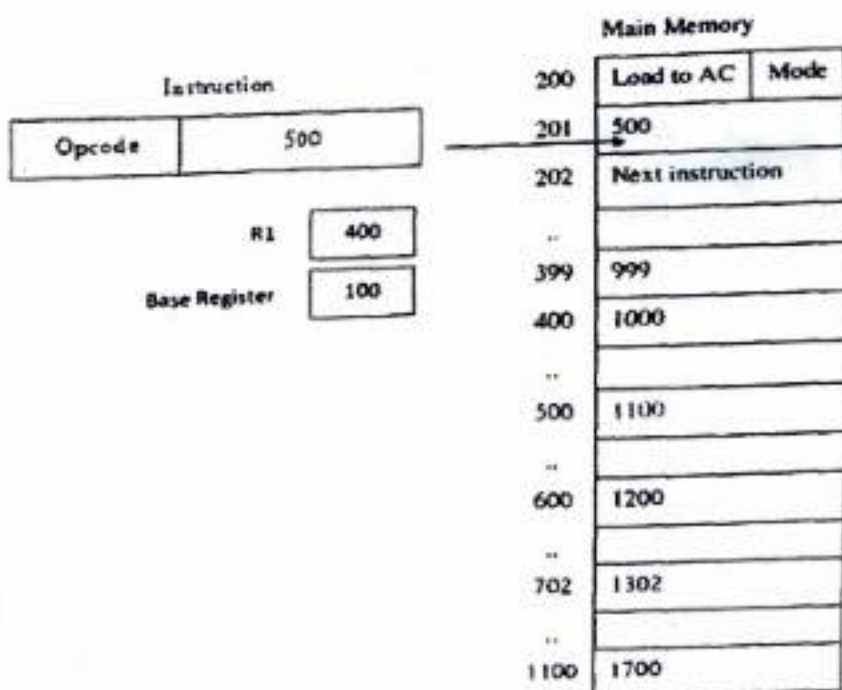 Main Memory
Instruction
Opcode 500
R1 400
Base Register 100
200 Load to AC Mode
201 500
202 Next instruction
..
399 999
400 1000
..
500 1100
..
600 1200
..
702 1302
..
1100 1700